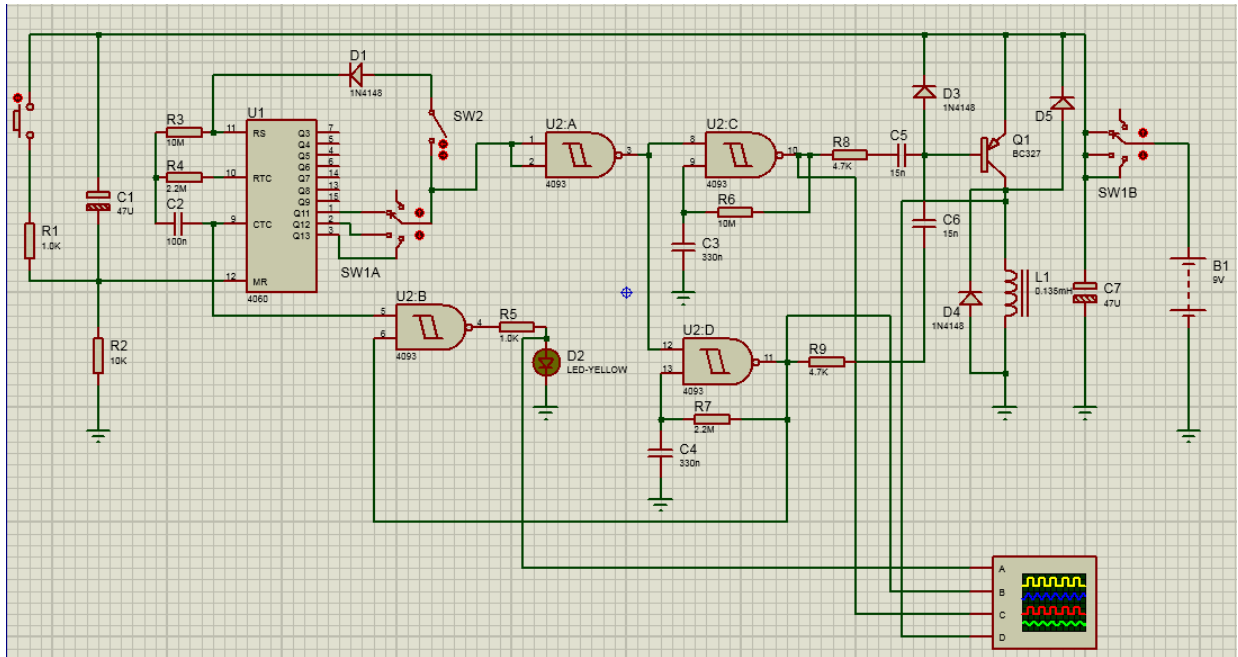 D1
1N4148
U1
R3
10M
11
RS
Q3
7
Q4
5
Q5
4
R4
2.2M
10
RTC
Q6
6
Q7
14
Q8
13
Q9
15
C2
100n
9
CTC
Q11
1
Q12
2
Q13
3
12
MR
4060
SW2
SW1A
C1
47U
R1
1.0K
R2
10K
U2:A
1
2
3
4093
U2:B
5
6
4
4093
R5
1.0K
D2
LED-YELLOW
U2:C
8
9
10
4093
R6
10M
C3
330n
U2:D
12
13
11
4093
R7
2.2M
C4
330n
R8
4.7K
C5
15n
R9
4.7K
C6
15n
D3
1N4148
D5
Q1
BC327
SW1B
L1
0.135mH
D4
1N4148
C7
47U
B1
9V
A
B
C
D